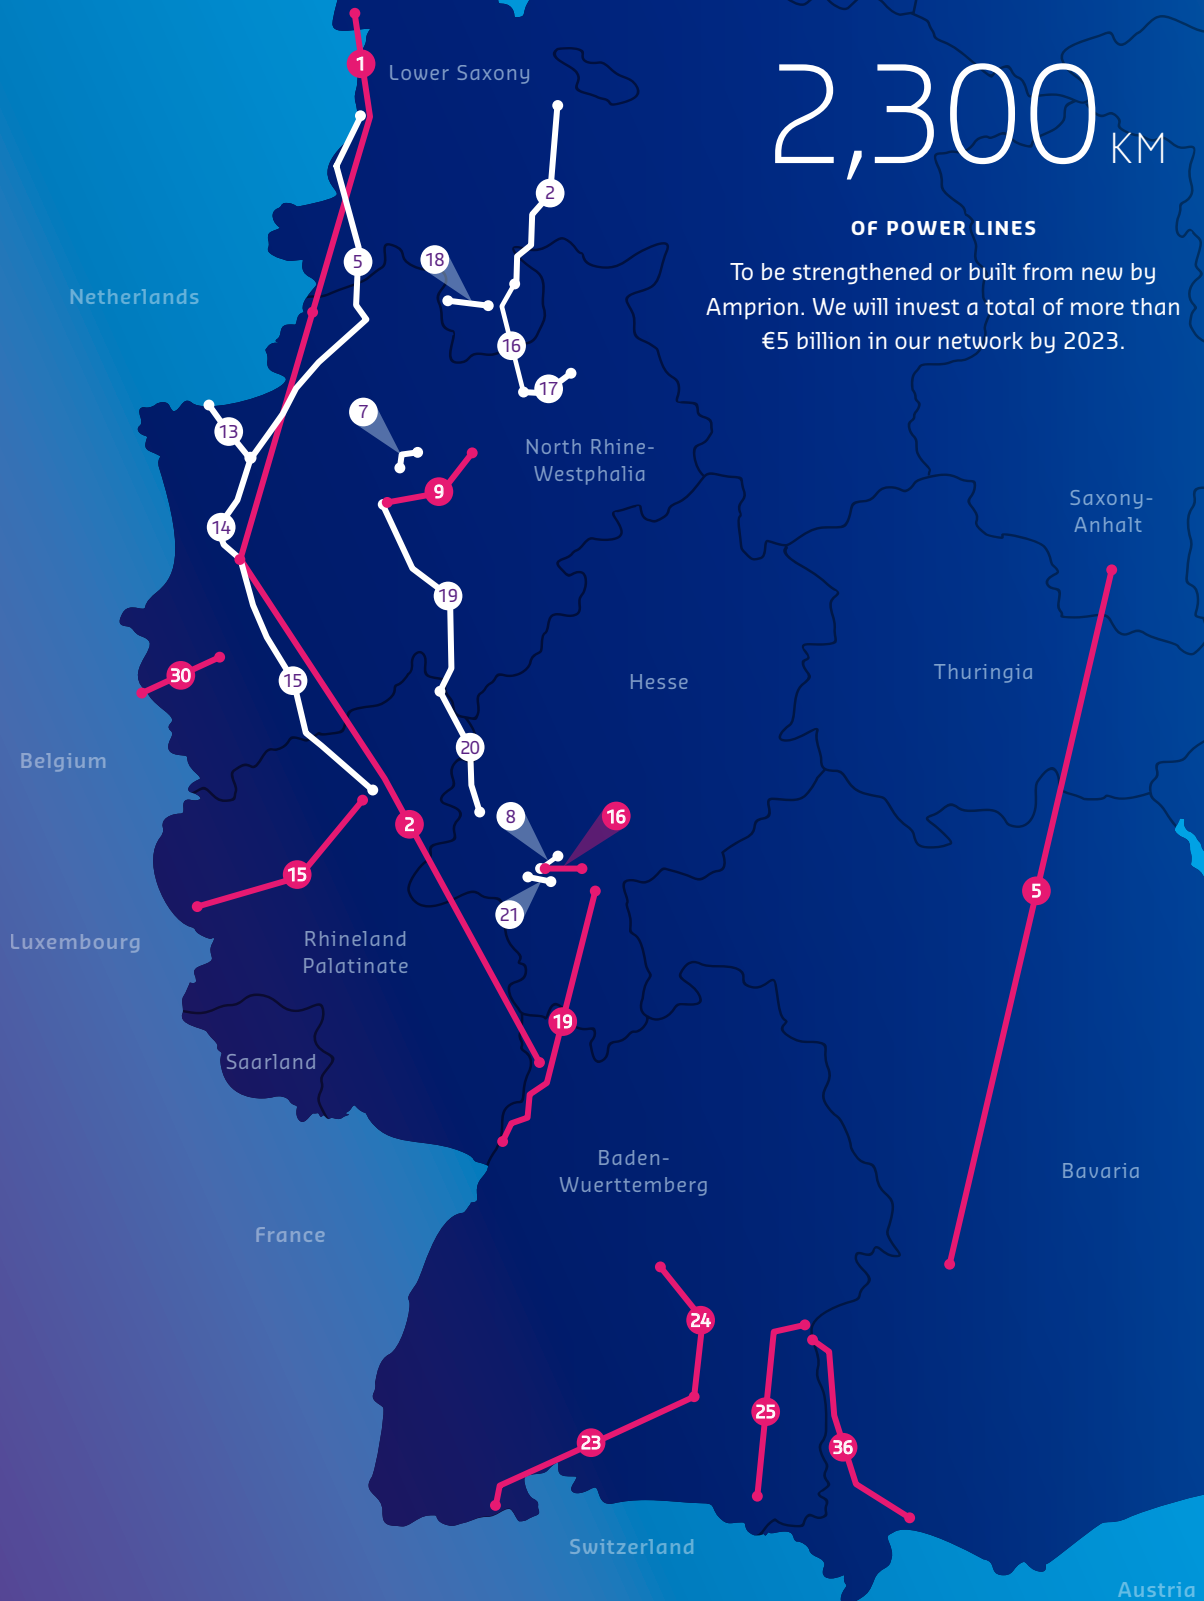 1
Lower Saxony
2,300 KM
2
OF POWER LINES
18
5
To be strengthened or built from new by
Netherlands
Amprion. We will invest a total of more than
16
€5 billion in our network by 2023.
17
7
13
North Rhine-
Westphalia
9
Saxony-
Anhalt
14
19
30
15
Hesse
Thuringia
20
Belgium
8
16
2
15
5
21
Luxembourg
Rhineland
Palatinate
19
Saarland
Baden-
Wuerttemberg
Bavaria
France
24
25
23
36
Switzerland
Austria